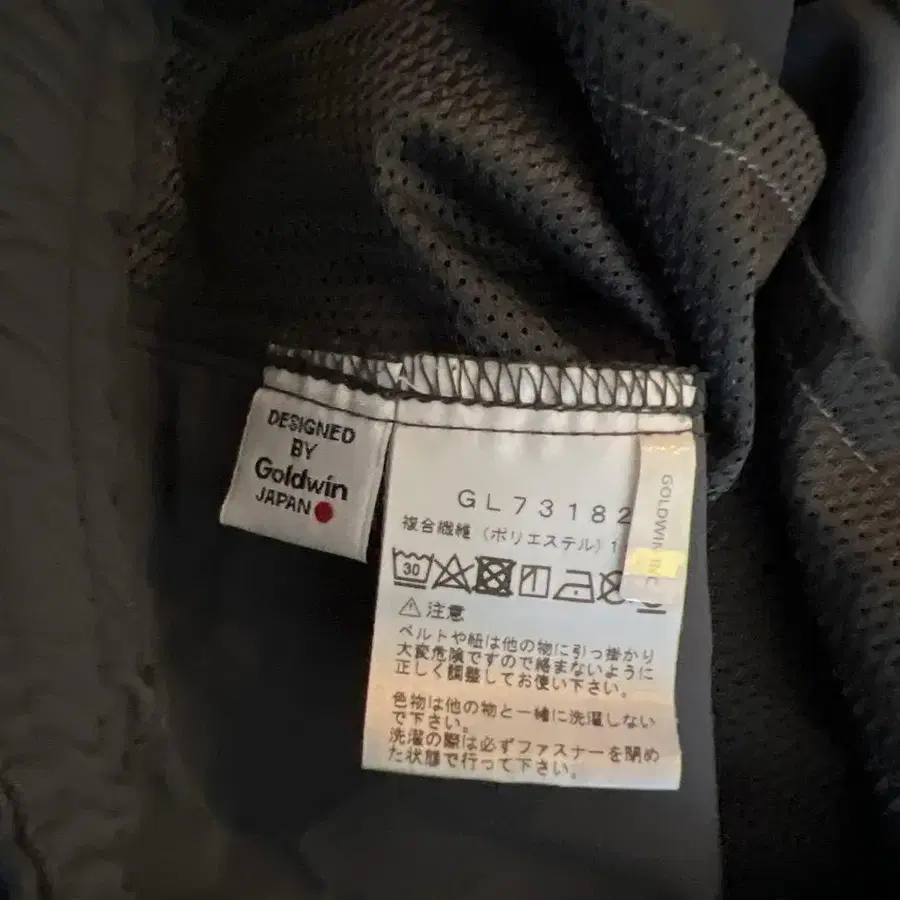 DESIGNED
BY
Goldwin
JAPAN
GL73182
複合繊維（ポリエステル）1
30
GOLDWIN INC
⚠注意
ベルトや紐は他の物に引っ掛かり
大変危険ですので絡まないように
正しく調整してお使い下さい。
色物は他の物と一緒に洗濯しない
で下さい。
洗濯の際は必ずファスナーを閉め
た状態で行って下さい。